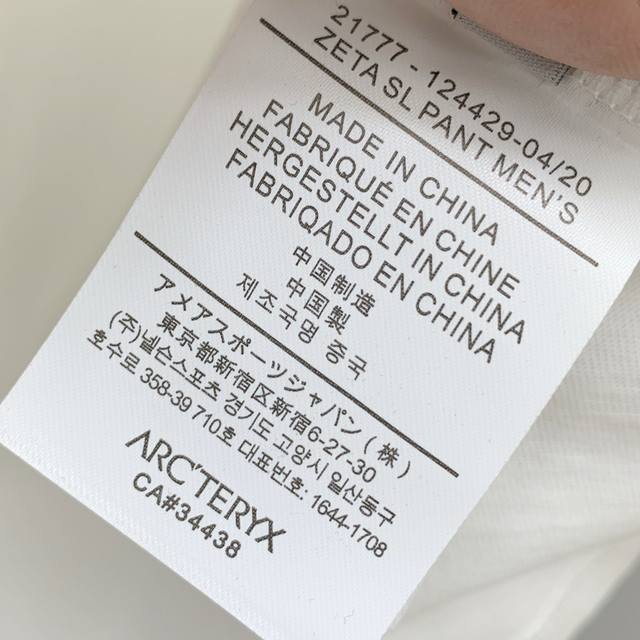 21777 - 124429-04/20
ZETA SL PANT MEN'S
MADE IN CHINA
FABRIQUÉ EN CHINE
HERGESTELLT IN CHINA
FABRIQADO EN CHINA
中国制造
中国製
제조국명 중국
アメアスポーツジャパン(株)
東京都新宿区新宿6-27-30
(주)넬슨스포츠 경기도 고양시 일산동구
호수로 358-39 710호 대표번호: 1644-1708
ARC'TERYX
CA#34438